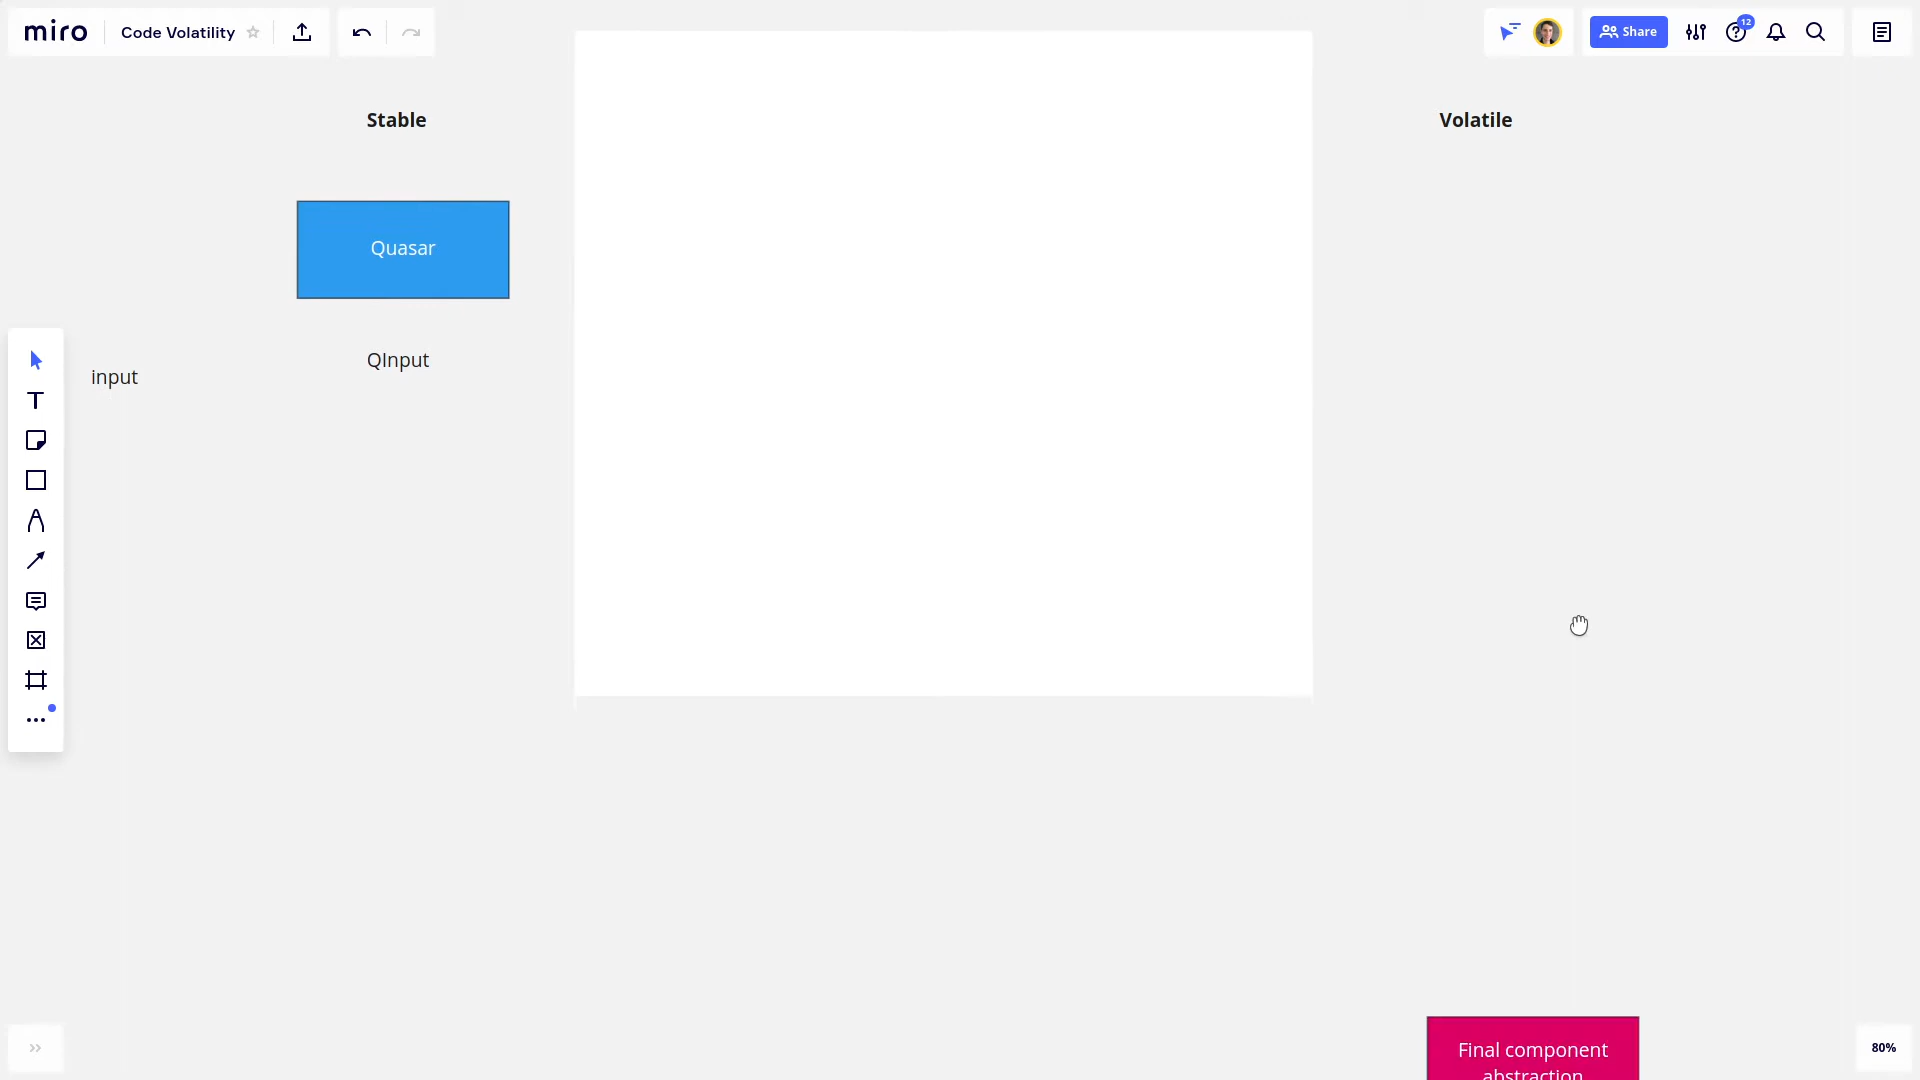 miro
Code Volatility
Share
12
Stable
Volatile
Quasar
QInput
input
Final component
abstraction
80%